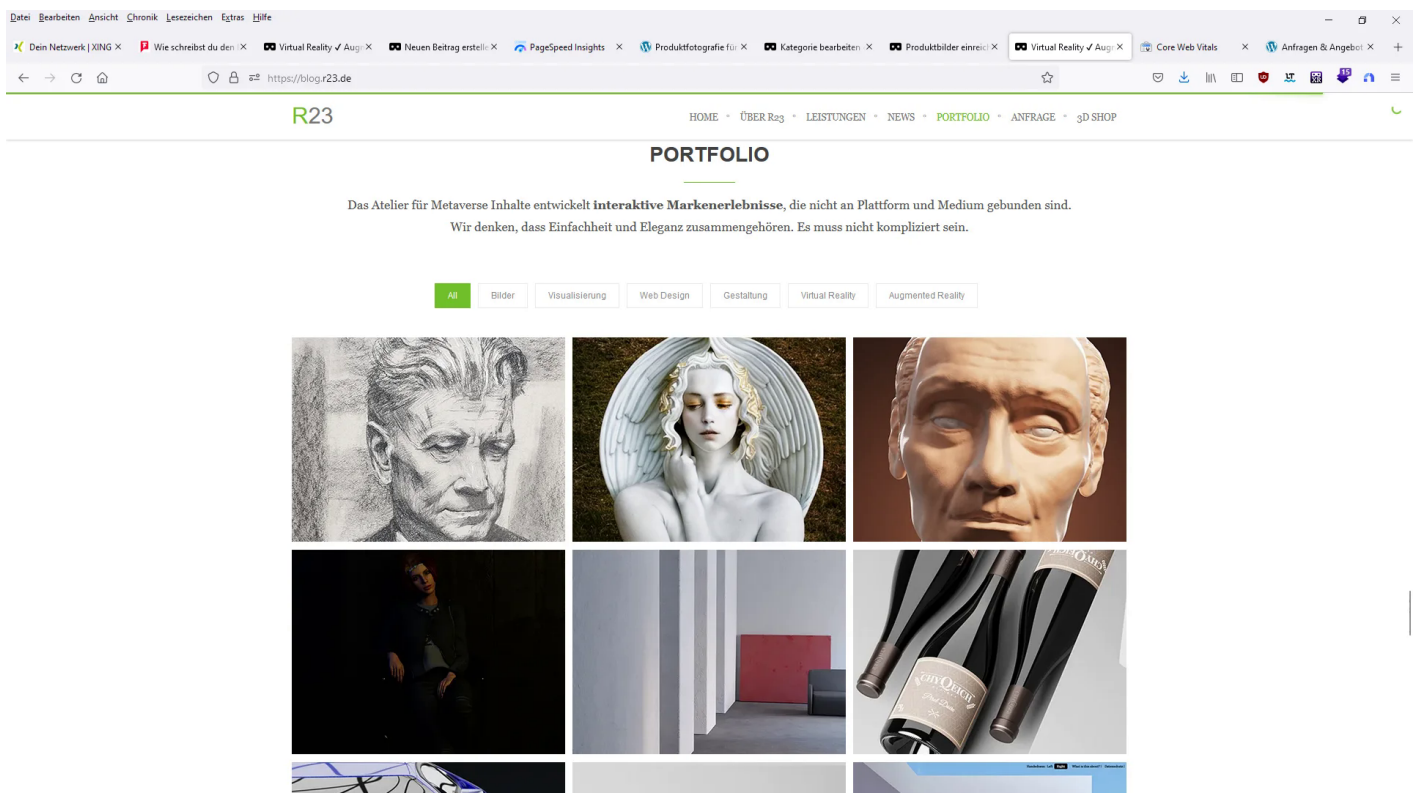 Datei Bearbeiten Ansicht Chronik Lesezeichen Extras Hilfe
Dein Netzwerk | XING Wie schreibst du den Virtual Reality ✓ Aug Neuen Beitrag erstelle PageSpeed Insights Produktfotografie für Kategorie bearbeiten Produktbilder einreich Virtual Reality ✓ Aug Core Web Vitals Anfragen & Angebot
https://blog.r23.de
15
R23
HOME ÜBER R23 LEISTUNGEN NEWS PORTFOLIO ANFRAGE 3D SHOP
PORTFOLIO
Das Atelier für Metaverse Inhalte entwickelt interaktive Markenerlebnisse, die nicht an Plattform und Medium gebunden sind.
Wir denken, dass Einfachheit und Eleganz zusammengehören. Es muss nicht kompliziert sein.
All Bilder Visualisierung Web Design Gestaltung Virtual Reality Augmented Reality